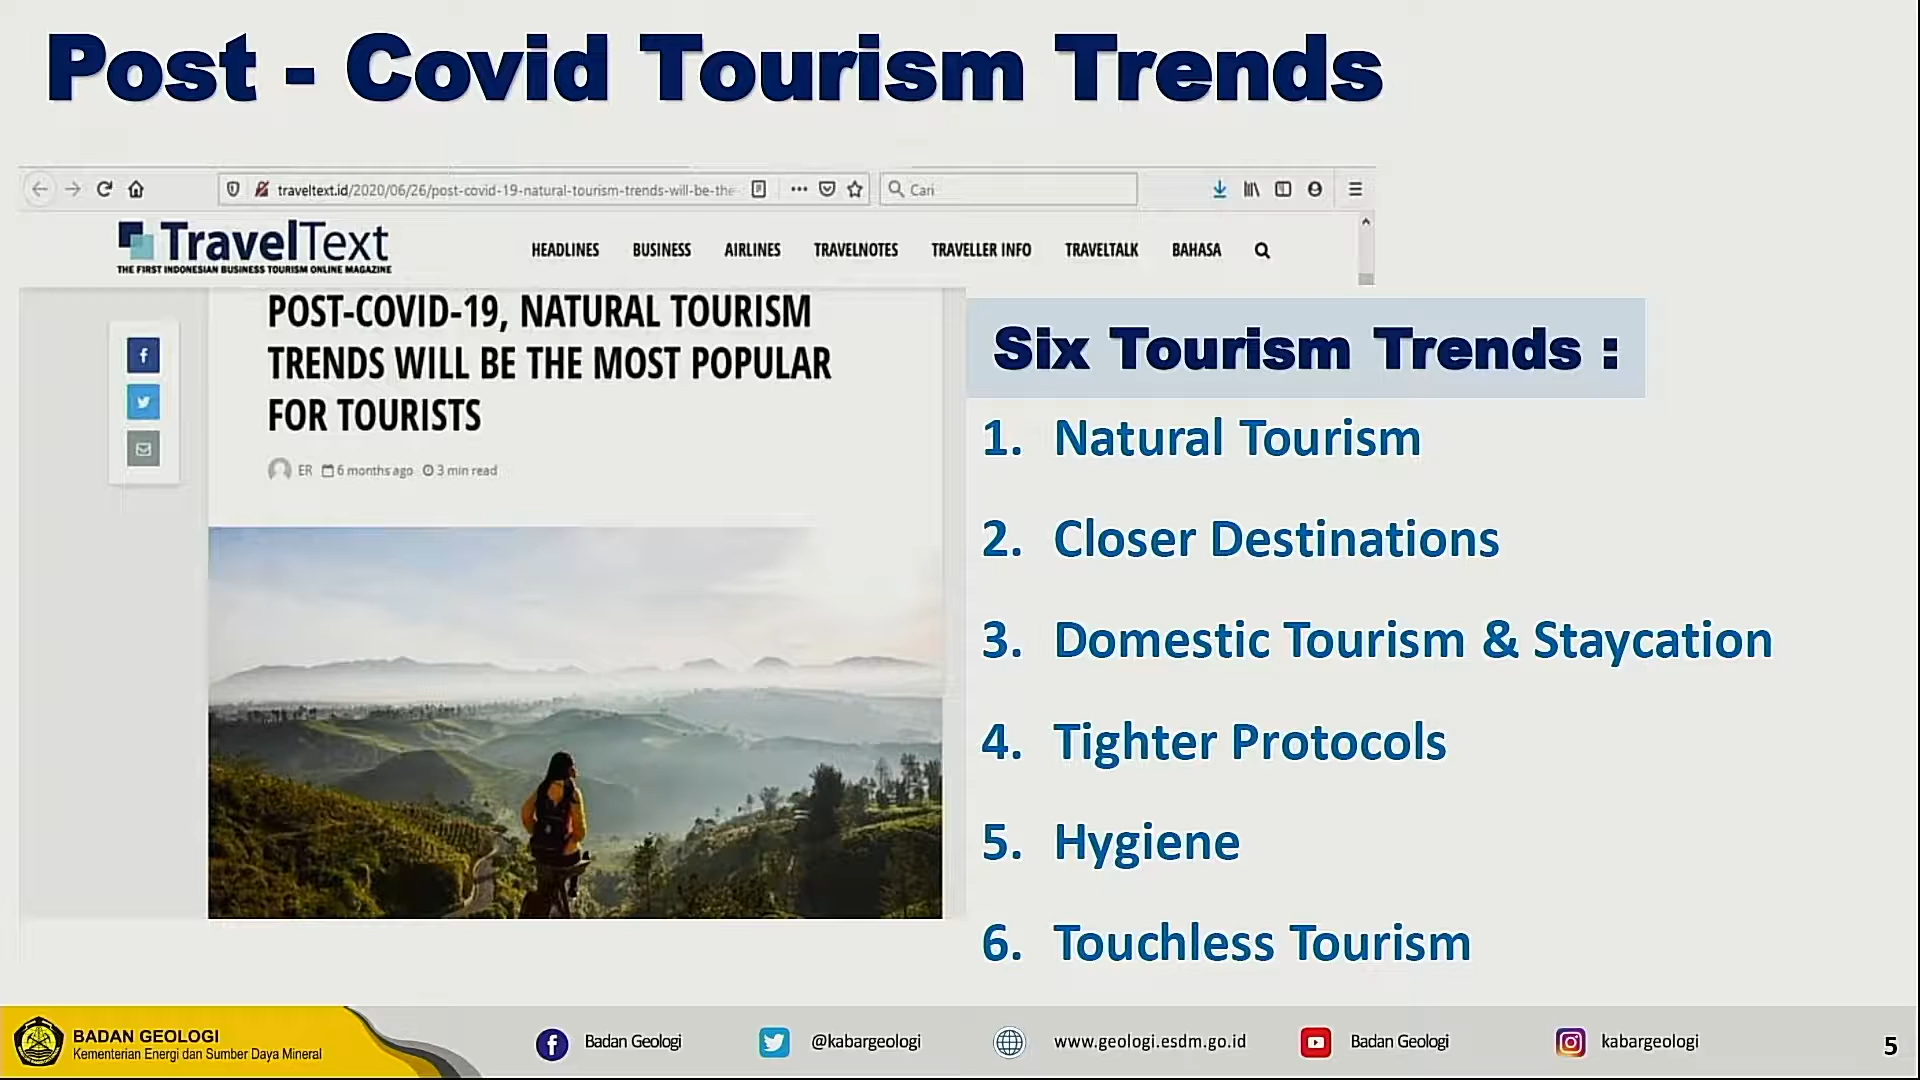 Post - Covid Tourism Trends
traveltext.id/2020/06/26/post-covid-19-natural-tourism-trends-will-be-the
Cari
TravelText
THE FIRST INDONESIAN BUSINESS TOURISM ONLINE MAGAZINE
HEADLINES BUSINESS AIRLINES TRAVELNOTES TRAVELLER INFO TRAVELTALK BAHASA
POST-COVID-19, NATURAL TOURISM
TRENDS WILL BE THE MOST POPULAR
FOR TOURISTS
ER 6 months ago 3 min read
Six Tourism Trends :
1. Natural Tourism
2. Closer Destinations
3. Domestic Tourism & Staycation
4. Tighter Protocols
5. Hygiene
6. Touchless Tourism
BADAN GEOLOGI
Kementerian Energi dan Sumber Daya Mineral
Badan Geologi
@kabargeologi
www.geologi.esdm.go.id
Badan Geologi
kabargeologi
5